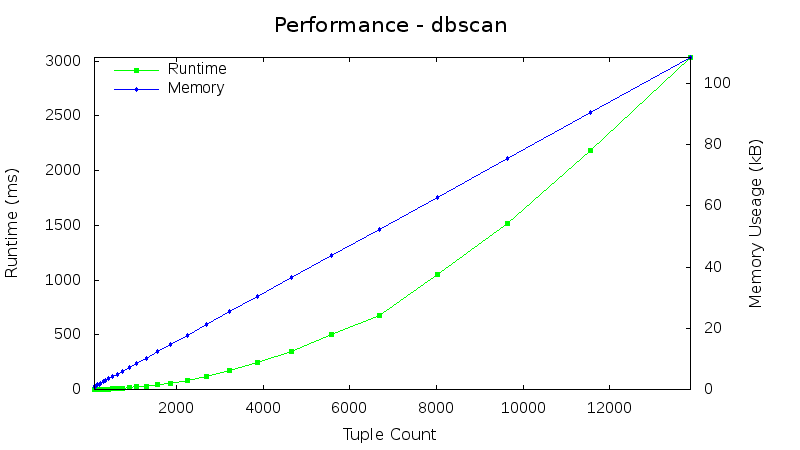 Performance - dbscan
Runtime
Memory
Runtime (ms)
3000
2500
2000
1500
1000
500
0
100
80
60
40
20
0
Memory Useage (kB)
2000 4000 6000 8000 10000 12000
Tuple Count